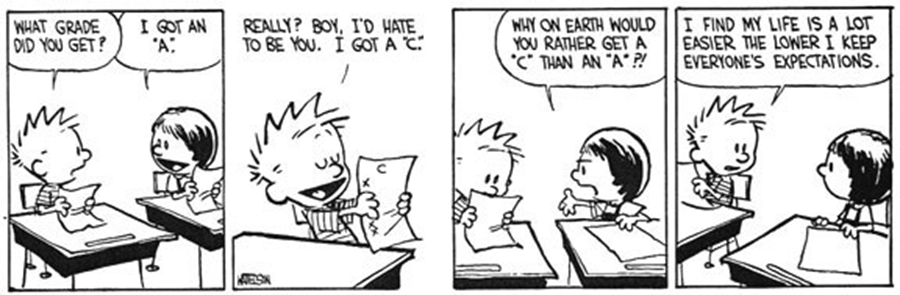 WHAT GRADE
DID YOU GET?
I GOT AN
"A".
REALLY? BOY, I'D HATE
TO BE YOU. I GOT A "C".
C
X
XX
WATTERSON
WHY ON EARTH WOULD
YOU RATHER GET A
"C" THAN AN "A"?!
I FIND MY LIFE IS A LOT
EASIER THE LOWER I KEEP
EVERYONE'S EXPECTATIONS.